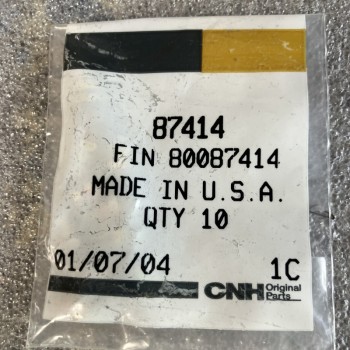 87414
FIN 80087414
MADE IN U.S.A.
QTY 10
01/07/04 1C
CNH Original Parts